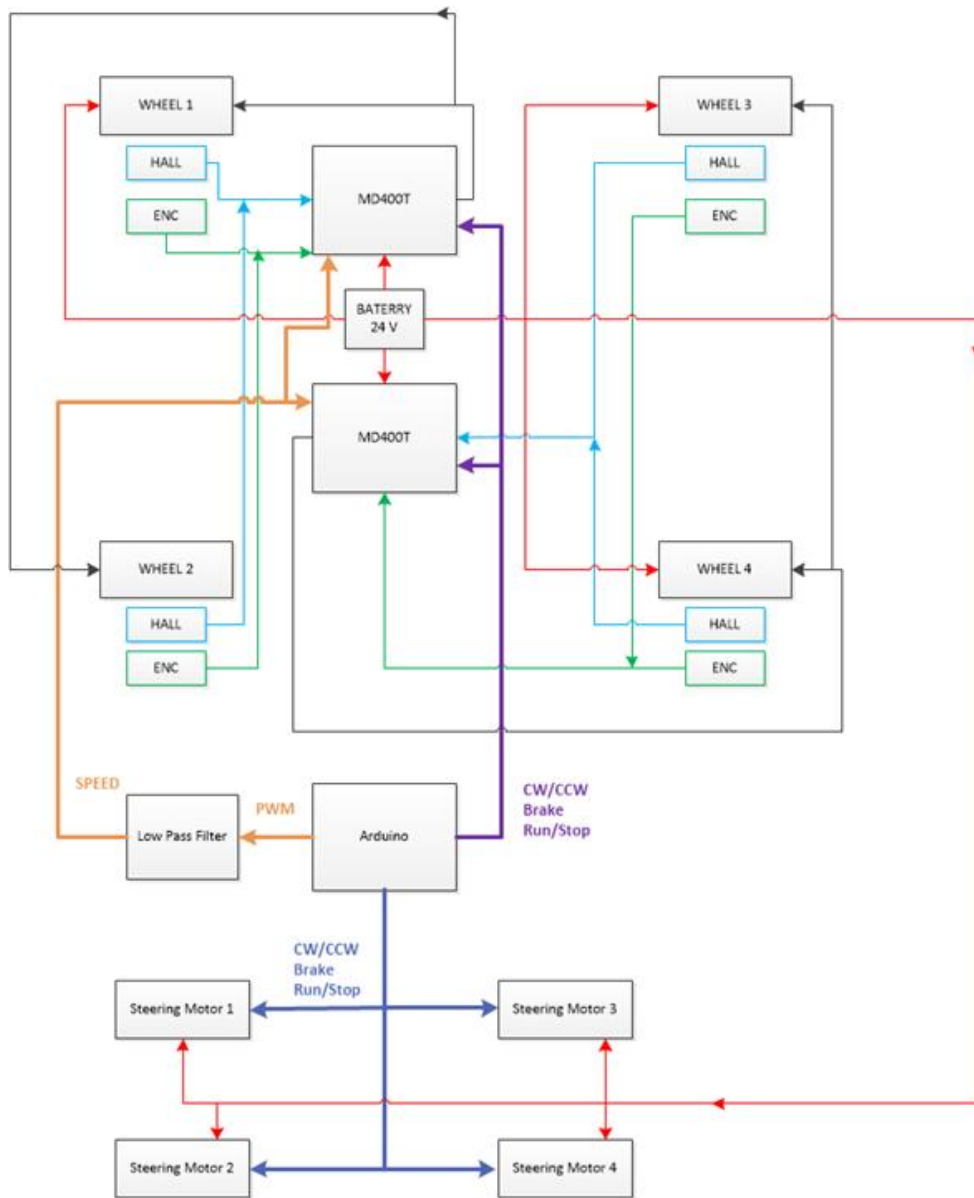 WHEEL 1
WHEEL 3
HALL
HALL
MD400T
ENC
ENC
BATERRY
24 V
MD400T
WHEEL 2
WHEEL 4
HALL
HALL
ENC
ENC
SPEED
PWM
Low Pass Filter
Arduino
CW/CCW
Brake
Run/Stop
CW/CCW
Brake
Run/Stop
Steering Motor 1
Steering Motor 3
Steering Motor 2
Steering Motor 4